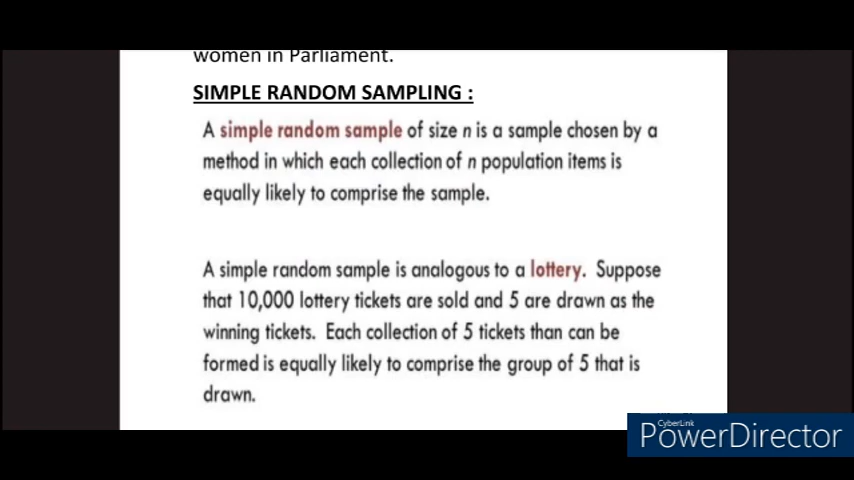 women in Parliament.
SIMPLE RANDOM SAMPLING :
A simple random sample of size n is a sample chosen by a
method in which each collection of n population items is
equally likely to comprise the sample.
A simple random sample is analogous to a lottery. Suppose
that 10,000 lottery tickets are sold and 5 are drawn as the
winning tickets. Each collection of 5 tickets than can be
formed is equally likely to comprise the group of 5 that is
drawn.
CyberLink
PowerDirector